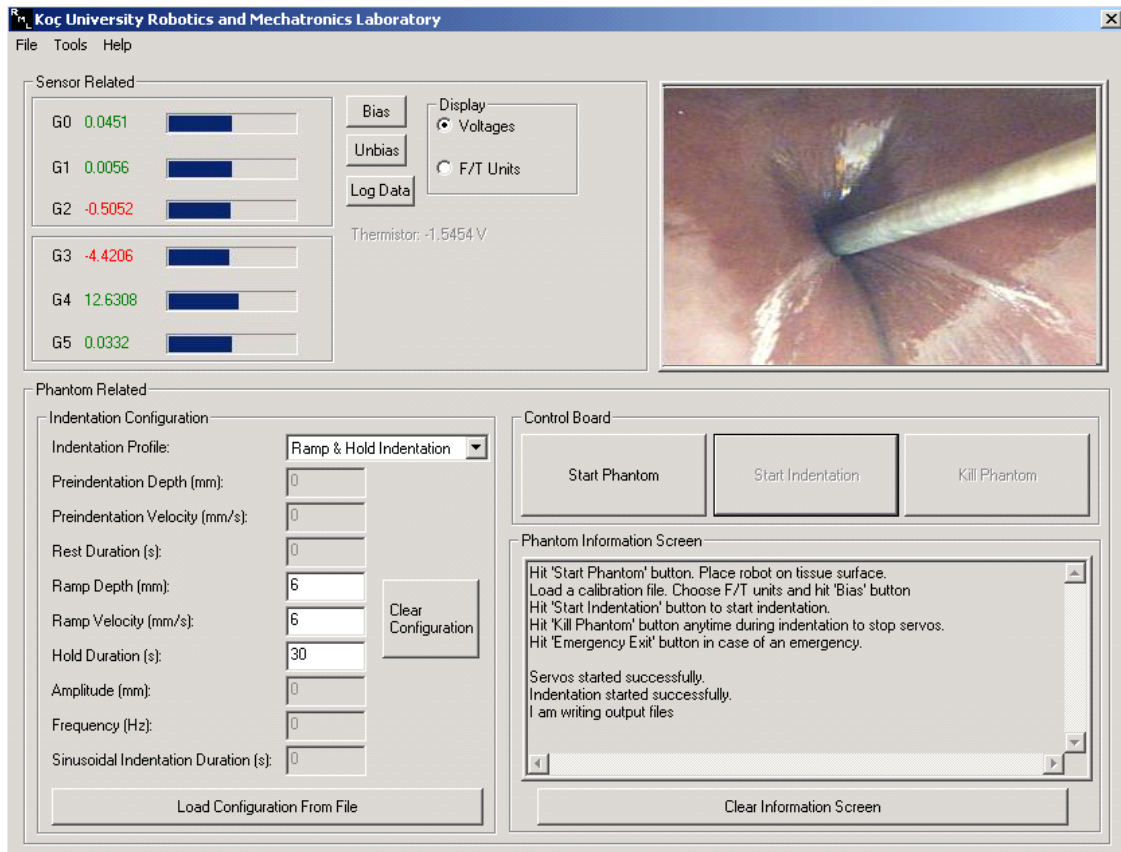 RML Koç University Robotics and Mechatronics Laboratory
File Tools Help
Sensor Related
G0 0.0451
G1 0.0056
G2 -0.5052
G3 -4.4206
G4 12.6308
G5 0.0332
Bias
Unbias
Log Data
Display
Voltages
F/T Units
Thermistor: -1.5454 V
Phantom Related
Indentation Configuration
Indentation Profile: Ramp & Hold Indentation
Preindentation Depth (mm): 0
Preindentation Velocity (mm/s): 0
Rest Duration (s): 0
Ramp Depth (mm): 6
Ramp Velocity (mm/s): 6
Hold Duration (s): 30
Amplitude (mm): 0
Frequency (Hz): 0
Sinusoidal Indentation Duration (s): 0
Clear
Configuration
Load Configuration From File
Control Board
Start Phantom
Start Indentation
Kill Phantom
Phantom Information Screen
Hit 'Start Phantom' button. Place robot on tissue surface.
Load a calibration file. Choose F/T units and hit 'Bias' button
Hit 'Start Indentation' button to start indentation.
Hit 'Kill Phantom' button anytime during indentation to stop servos.
Hit 'Emergency Exit' button in case of an emergency.
Servos started successfully.
Indentation started successfully.
I am writing output files
Clear Information Screen